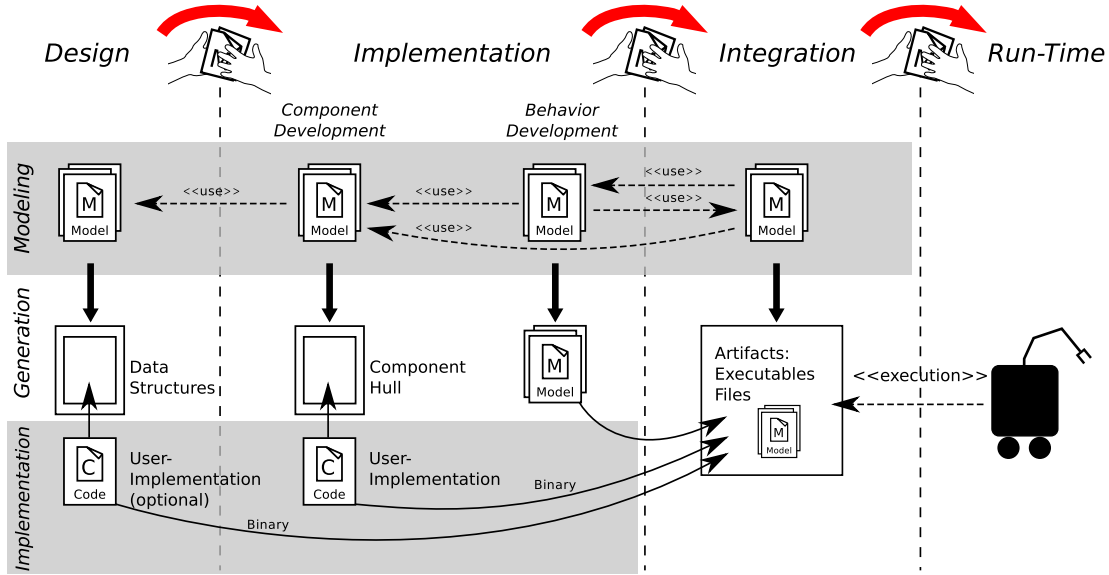 Design
Implementation
Integration
Run-Time
Component
Development
Behavior
Development
Modeling
M
Model
<<use>>
M
Model
<<use>>
<<use>>
M
Model
<<use>>
<<use>>
M
Model
Generation
Data
Structures
Component
Hull
M
Model
Artifacts:
Executables
Files
M
Model
<<execution>>
Implementation
C
Code
User-
Implementation
(optional)
C
Code
User-
Implementation
Binary
Binary